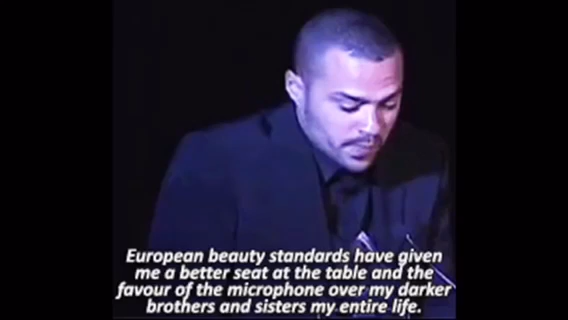 European beauty standards have given
me a better seat at the table and the
favour of the microphone over my darker
brothers and sisters my entire life.